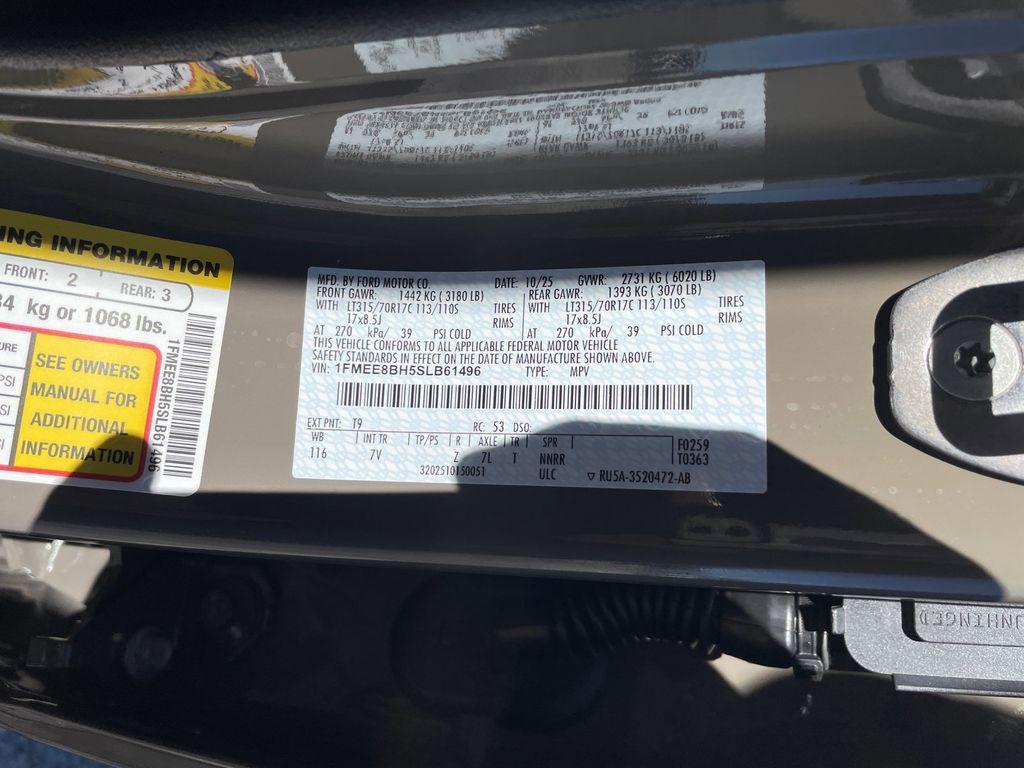 NG INFORMATION
FRONT: 2
REAR: 3
kg or 1068 lbs.
SEE OWNERS
MANUAL FOR
ADDITIONAL
INFORMATION
1FMEE8BH5SLB61496
MFD. BY FORD MOTOR CO. DATE: 10/25 GVWR: 2731 KG (6020 LB)
FRONT GAWR: 1442 KG (3180 LB) REAR GAWR: 1393 KG (3070 LB)
WITH LT315/70R17C 113/110S TIRES WITH LT315/70R17C 113/110S TIRES
17x8.5J RIMS 17x8.5J RIMS
AT 270 kPa/ 39 PSI COLD AT 270 kPa/ 39 PSI COLD
THIS VEHICLE CONFORMS TO ALL APPLICABLE FEDERAL MOTOR VEHICLE
SAFETY STANDARDS IN EFFECT ON THE DATE OF MANUFACTURE SHOWN ABOVE.
VIN: 1FMEE8BH5SLB61496 TYPE: MPV
EXT PNT: T9 RC: 53 DSO:
WB INT TR TP/PS R AXLE TR SPR F0259
116 7V Z 7L T NNRR T0363
3202510150051 ULC ▽ RU5A-3520472-AB